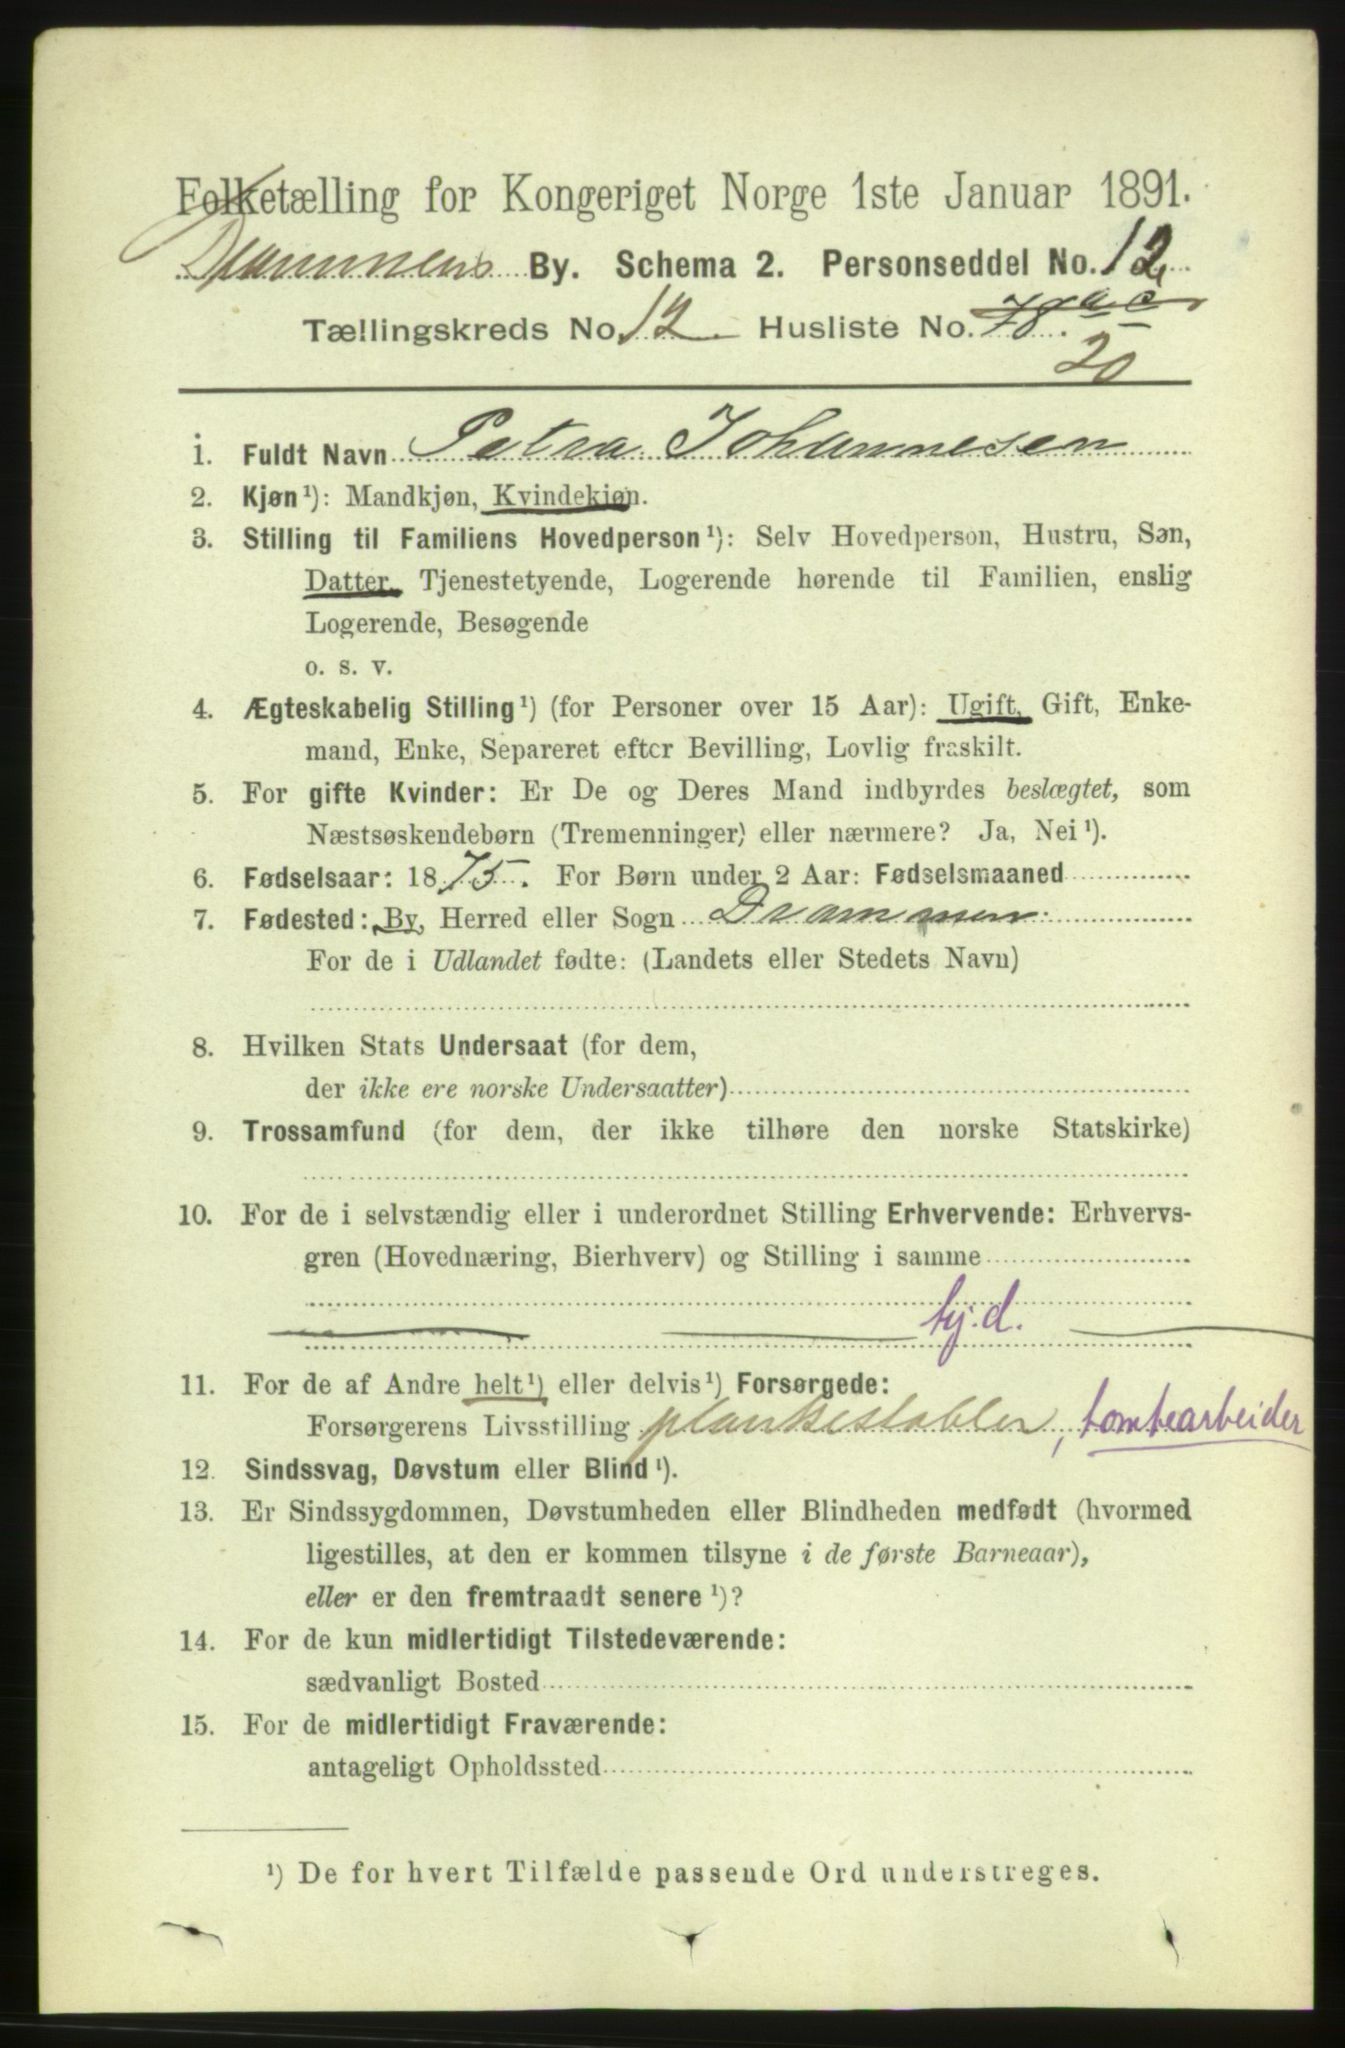 Folketælling for Kongeriget Norge 1ste Januar 1891.
Drammens By. Schema 2. Personseddel No. 12
Tællingskreds No. 12 Husliste No. 78
20
1. Fuldt Navn Petra Johannesen
2. Kjøn¹): Mandkjøn, Kvindekjøn.
3. Stilling til Familiens Hovedperson¹): Selv Hovedperson, Hustru, Søn,
Datter, Tjenestetyende, Logerende hørende til Familien, enslig
Logerende, Besøgende
o. s. v.
4. Ægteskabelig Stilling¹) (for Personer over 15 Aar): Ugift, Gift, Enke-
mand, Enke, Separeret efter Bevilling, Lovlig fraskilt.
5. For gifte Kvinder: Er De og Deres Mand indbyrdes beslægtet, som
Næstsøskendebørn (Tremenninger) eller nærmere? Ja, Nei¹).
6. Fødselsaar: 1875. For Børn under 2 Aar: Fødselsmaaned
7. Fødested: By, Herred eller Sogn Drammen
For de i Udlandet fødte: (Landets eller Stedets Navn)
8. Hvilken Stats Undersaat (for dem,
der ikke ere norske Undersaatter)
9. Trossamfund (for dem, der ikke tilhøre den norske Statskirke)
10. For de i selvstændig eller i underordnet Stilling Erhvervende: Erhvervs-
gren (Hovednæring, Bierhverv) og Stilling i samme
hj.d.
11. For de af Andre helt¹) eller delvis¹) Forsørgede:
Forsørgerens Livsstilling plankestabler, tomtearbeider
12. Sindssvag, Døvstum eller Blind¹).
13. Er Sindssygdommen, Døvstumheden eller Blindheden medfødt (hvormed
ligestilles, at den er kommen tilsyne i de første Barneaar),
eller er den fremtraadt senere¹)?
14. For de kun midlertidigt Tilstedeværende:
sædvanligt Bosted
15. For de midlertidigt Fraværende:
antageligt Opholdssted
¹) De for hvert Tilfælde passende Ord understreges.